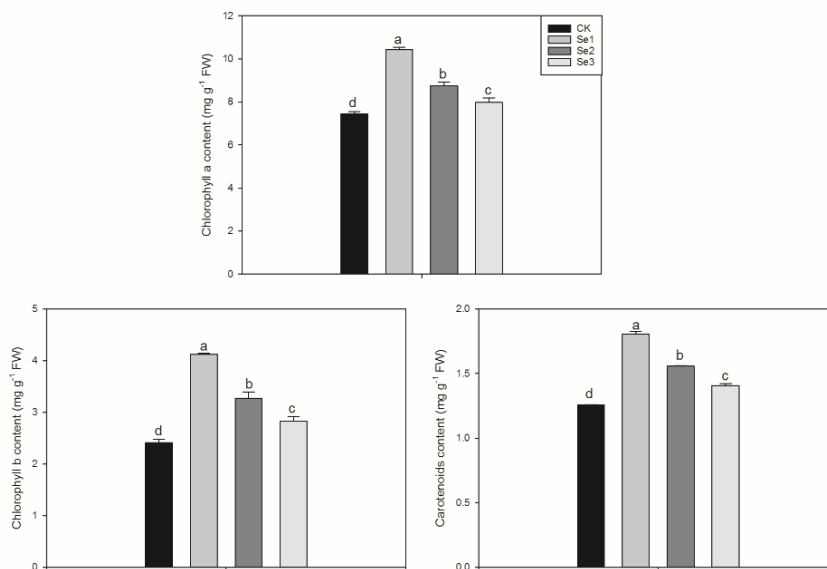 12
10
8
6
4
2
0
Chlorophyll a content (mg g⁻¹ FW)
d
a
b
c
CK
Se1
Se2
Se3
5
4
3
2
1
0
Chlorophyll b content (mg g⁻¹ FW)
d
a
b
c
2.0
1.5
1.0
0.5
0.0
Carotenoids content (mg g⁻¹ FW)
d
a
b
c